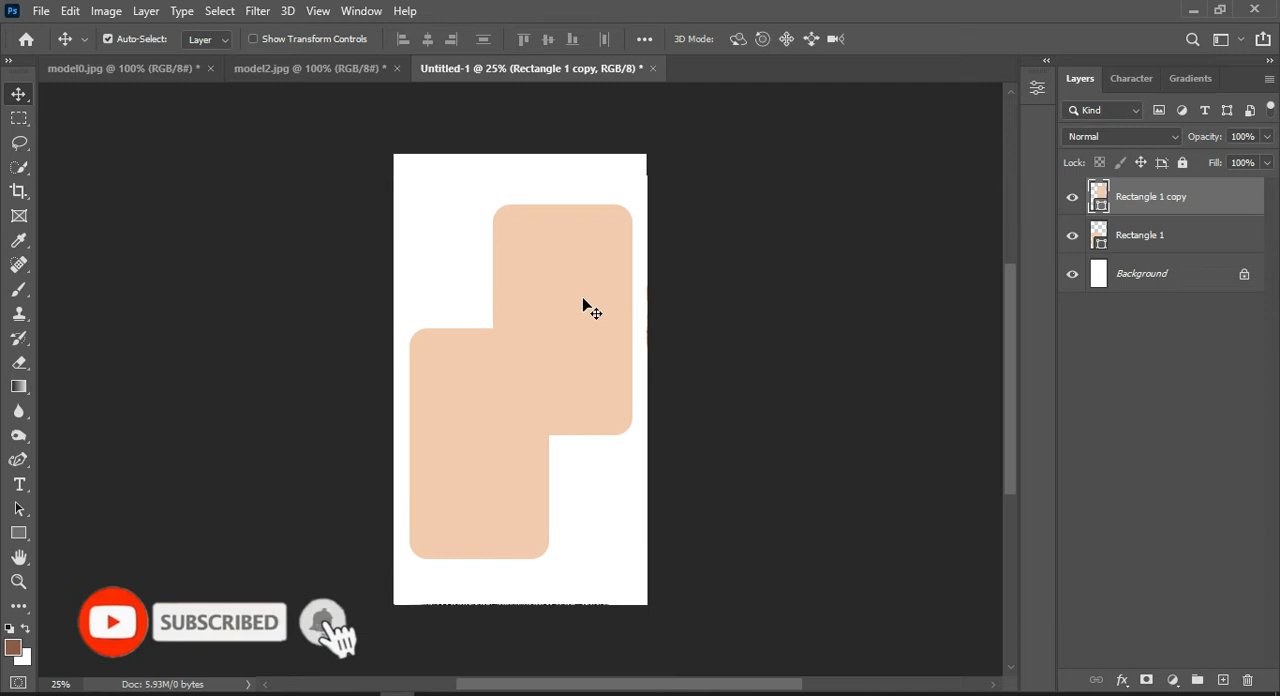 Ps File Edit Image Layer Type Select Filter 3D View Window Help
Auto-Select: Layer Show Transform Controls 3D Mode:
model0.jpg @ 100% (RGB/8#) * × model2.jpg @ 100% (RGB/8#) * × Untitled-1 @ 25% (Rectangle 1 copy, RGB/8) * ×
Layers Character Gradients
Kind
Normal Opacity: 100%
Lock: Fill: 100%
Rectangle 1 copy
Rectangle 1
Background
SUBSCRIBED
25% Doc: 5.93M/0 bytes